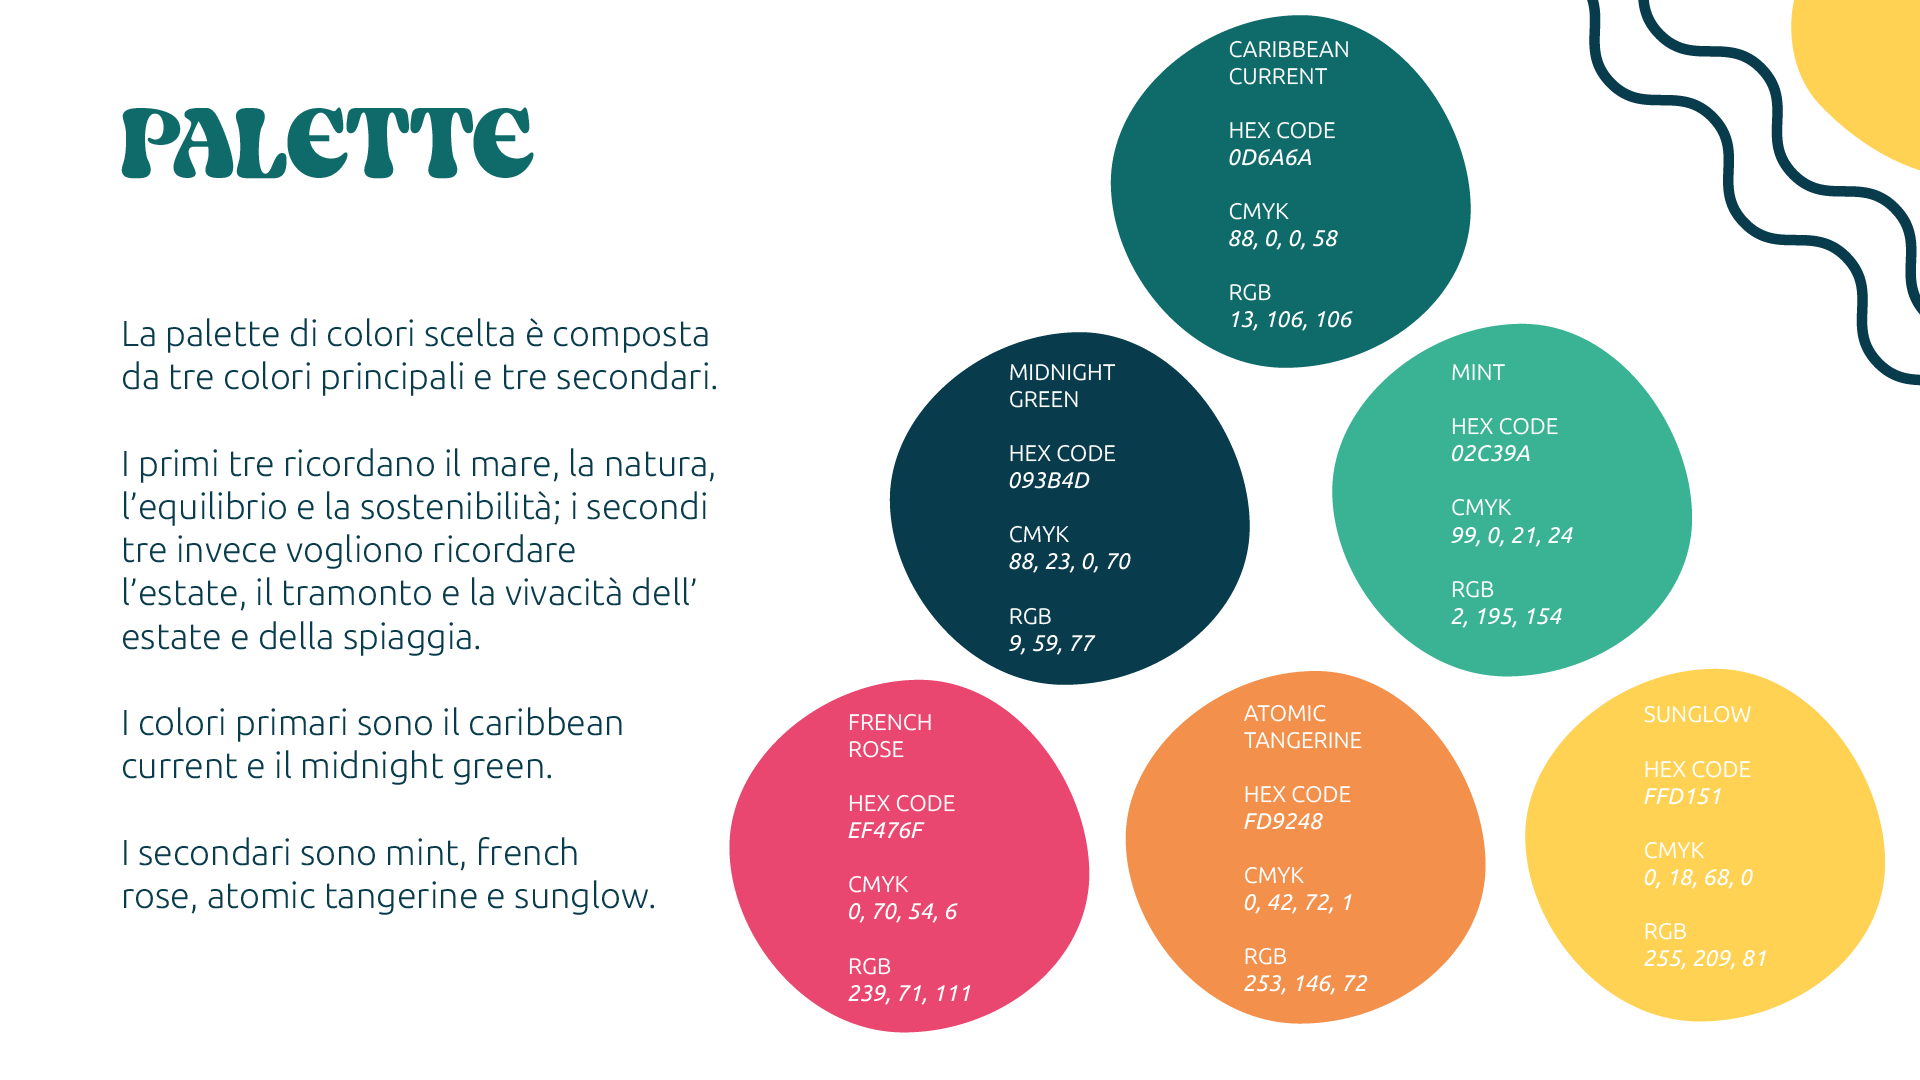 PALETTE
La palette di colori scelta è composta
da tre colori principali e tre secondari.
I primi tre ricordano il mare, la natura,
l’equilibrio e la sostenibilità; i secondi
tre invece vogliono ricordare
l’estate, il tramonto e la vivacità dell’
estate e della spiaggia.
I colori primari sono il caribbean
current e il midnight green.
I secondari sono mint, french
rose, atomic tangerine e sunglow.
CARIBBEAN
CURRENT
HEX CODE
0D6A6A
CMYK
88, 0, 0, 58
RGB
13, 106, 106
MIDNIGHT
GREEN
HEX CODE
093B4D
CMYK
88, 23, 0, 70
RGB
9, 59, 77
MINT
HEX CODE
02C39A
CMYK
99, 0, 21, 24
RGB
2, 195, 154
FRENCH
ROSE
HEX CODE
EF476F
CMYK
0, 70, 54, 6
RGB
239, 71, 111
ATOMIC
TANGERINE
HEX CODE
FD9248
CMYK
0, 42, 72, 1
RGB
253, 146, 72
SUNGLOW
HEX CODE
FFD151
CMYK
0, 18, 68, 0
RGB
255, 209, 81